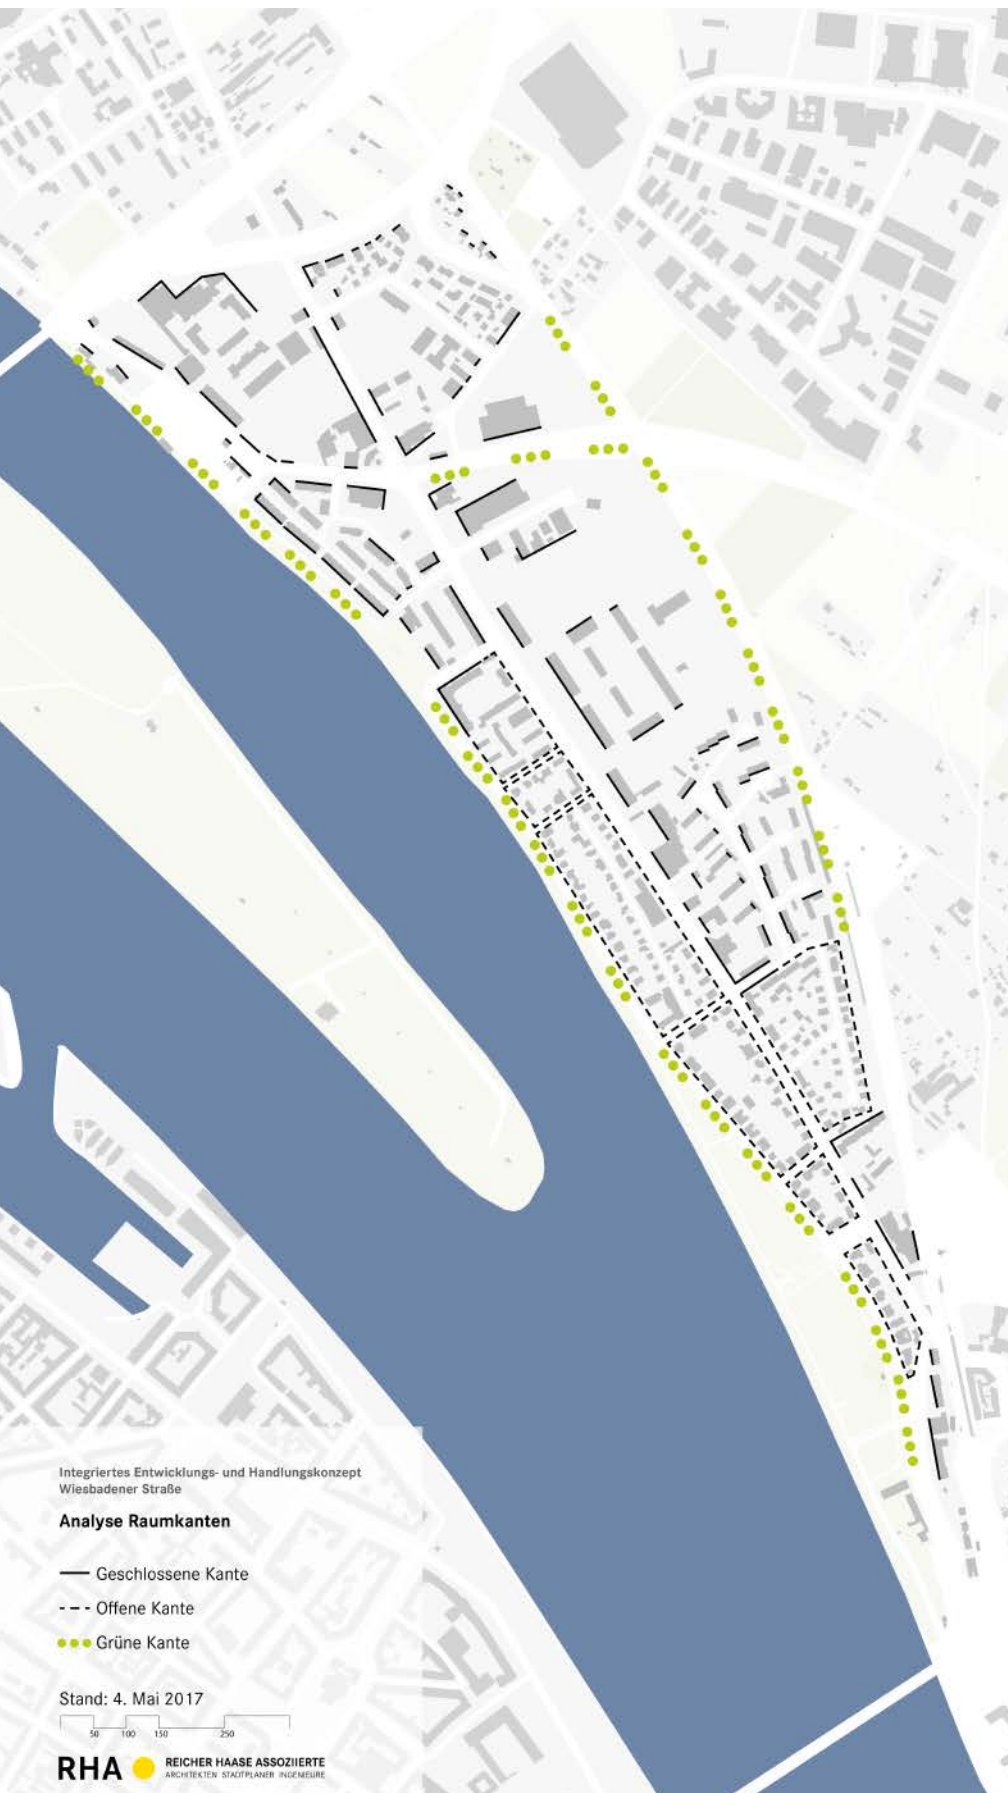 Integriertes Entwicklungs- und Handlungskonzept
Wiesbadener Straße
Analyse Raumkanten
Geschlossene Kante
Offene Kante
Grüne Kante
Stand: 4. Mai 2017
50 100 150 250
RHA REICHER HAASE ASSOZIIERTE
ARCHITEKTEN STADTPLANER INGENIEURE